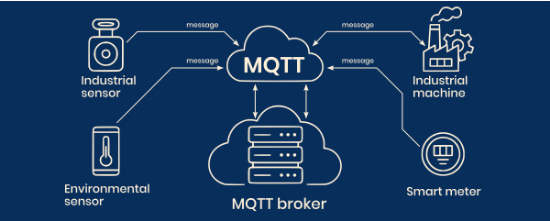 message
message
MQTT
Industrial
sensor
message
message
Industrial
machine
Environmental
sensor
MQTT broker
Smart meter